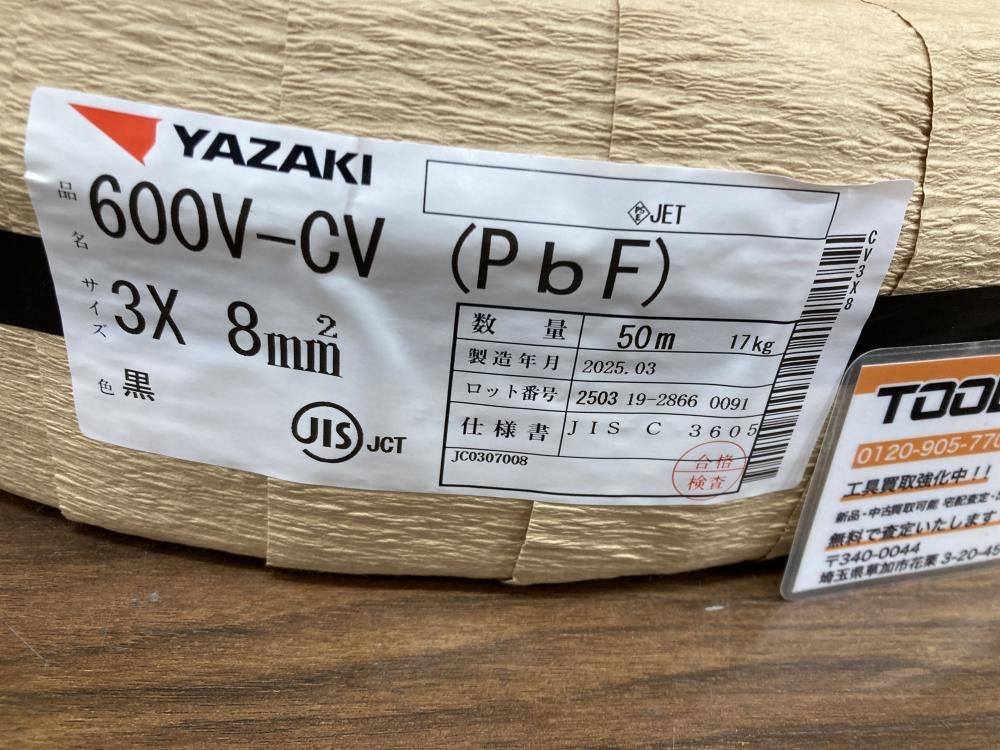 YAZAKI
品名 600V-CV (PbF)
サイズ 3X 8mm²
色 黒
JIS JCT
PSE JET
数量 50m 17kg
製造年月 2025.03
ロット番号 2503 19-2866 0091
仕様書 JIS C 3605
JC0307008
合格
検査
CV3X8
TOOL
0120-905-770
工具買取強化中!!
新品・中古買取可能 宅配査定・
無料で査定いたします
〒340-0044
埼玉県草加市花栗3-20-45